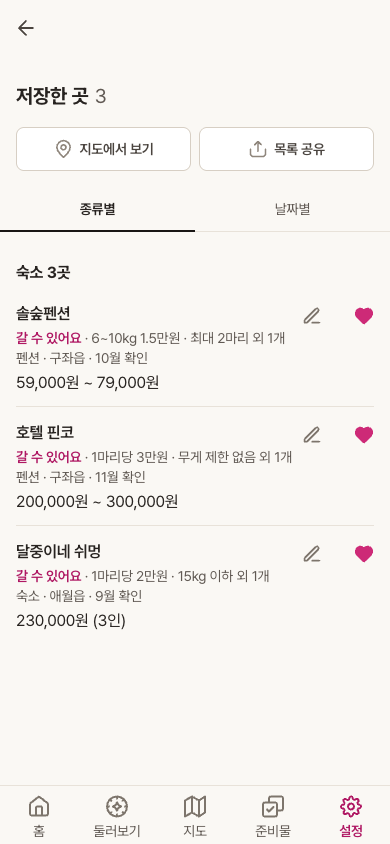 저장한 곳 3
지도에서 보기
목록 공유
종류별
날짜별
숙소 3곳
솔숲펜션
갈 수 있어요 · 6~10kg 1.5만원 · 최대 2마리 외 1개
펜션 · 구좌읍 · 10월 확인
59,000원 ~ 79,000원
호텔 핀코
갈 수 있어요 · 1마리당 3만원 · 무게 제한 없음 외 1개
펜션 · 구좌읍 · 11월 확인
200,000원 ~ 300,000원
달중이네 쉬멍
갈 수 있어요 · 1마리당 2만원 · 15kg 이하 외 1개
숙소 · 애월읍 · 9월 확인
230,000원 (3인)
홈
둘러보기
지도
준비물
설정